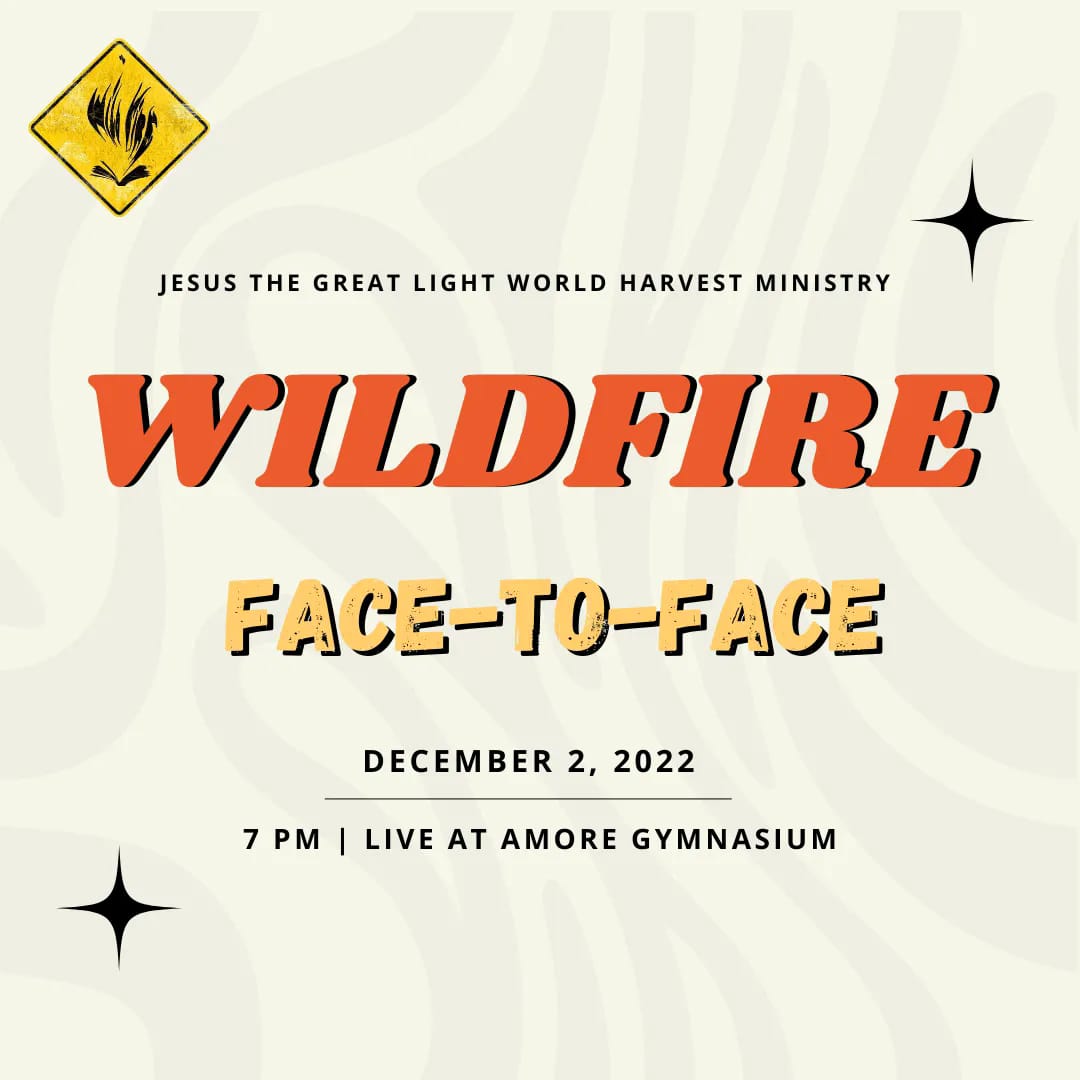 JESUS THE GREAT LIGHT WORLD HARVEST MINISTRY
WILDFIRE
FACE-TO-FACE
DECEMBER 2, 2022
7 PM | LIVE AT AMORE GYMNASIUM